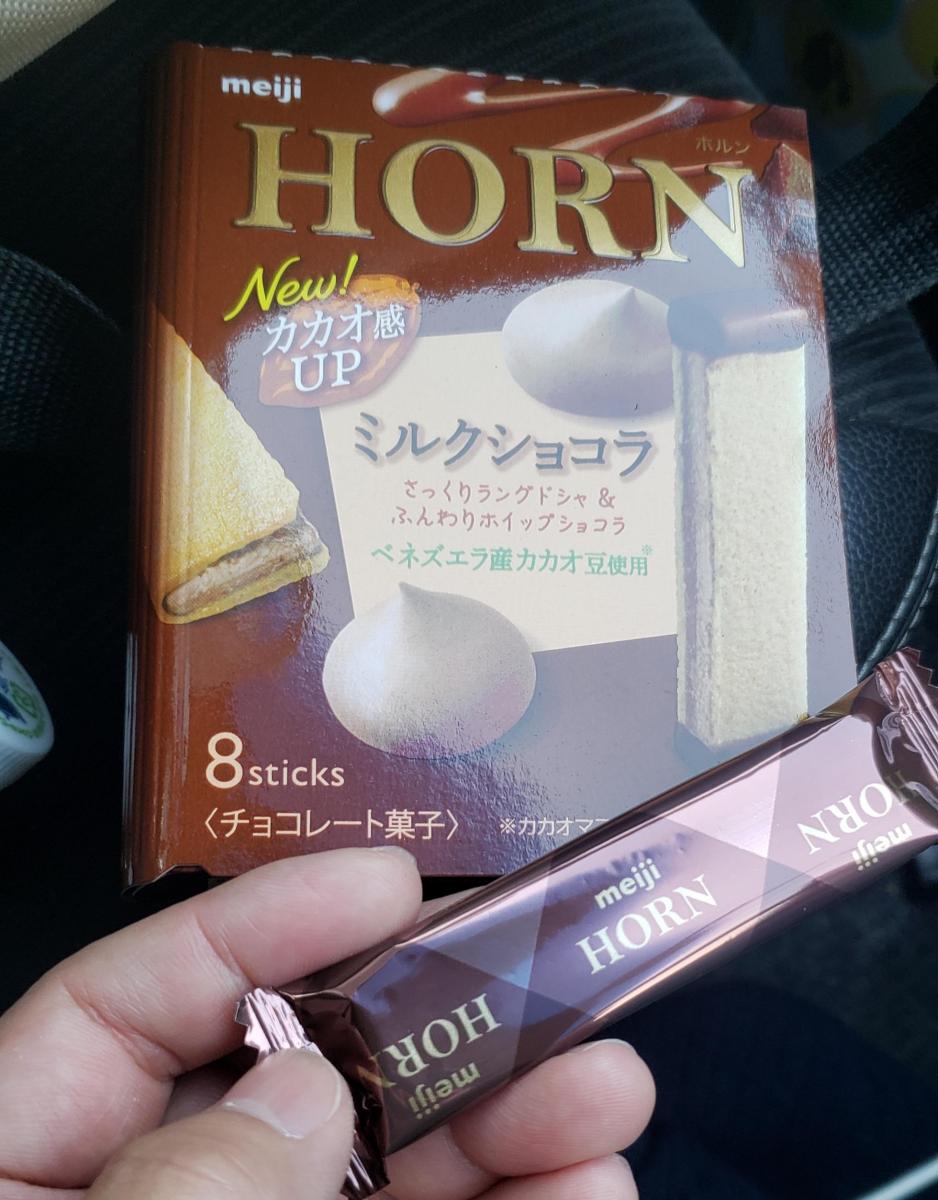 meiji
HORN
ホルン
New!
カカオ感
UP
ミルクショコラ
さっくりラングドシャ &
ふんわりホイップショコラ
ベネズエラ産カカオ豆使用※
8 sticks
〈チョコレート菓子〉
※カカオマ
meiji
HORN
HORN
meiji
HORN
meiji